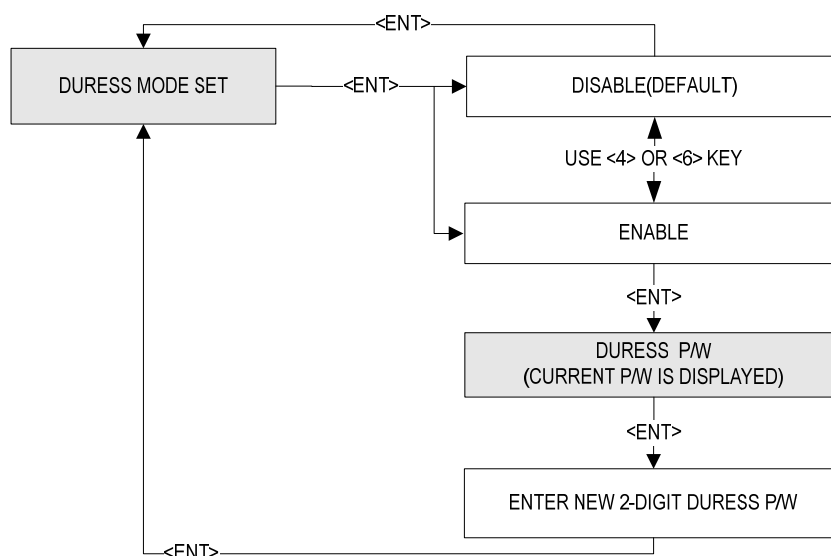 <ENT>
DURESS MODE SET
<ENT>
DISABLE(DEFAULT)
USE <4> OR <6> KEY
ENABLE
<ENT>
DURESS P/W
(CURRENT P/W IS DISPLAYED)
<ENT>
ENTER NEW 2-DIGIT DURESS P/W
<ENT>